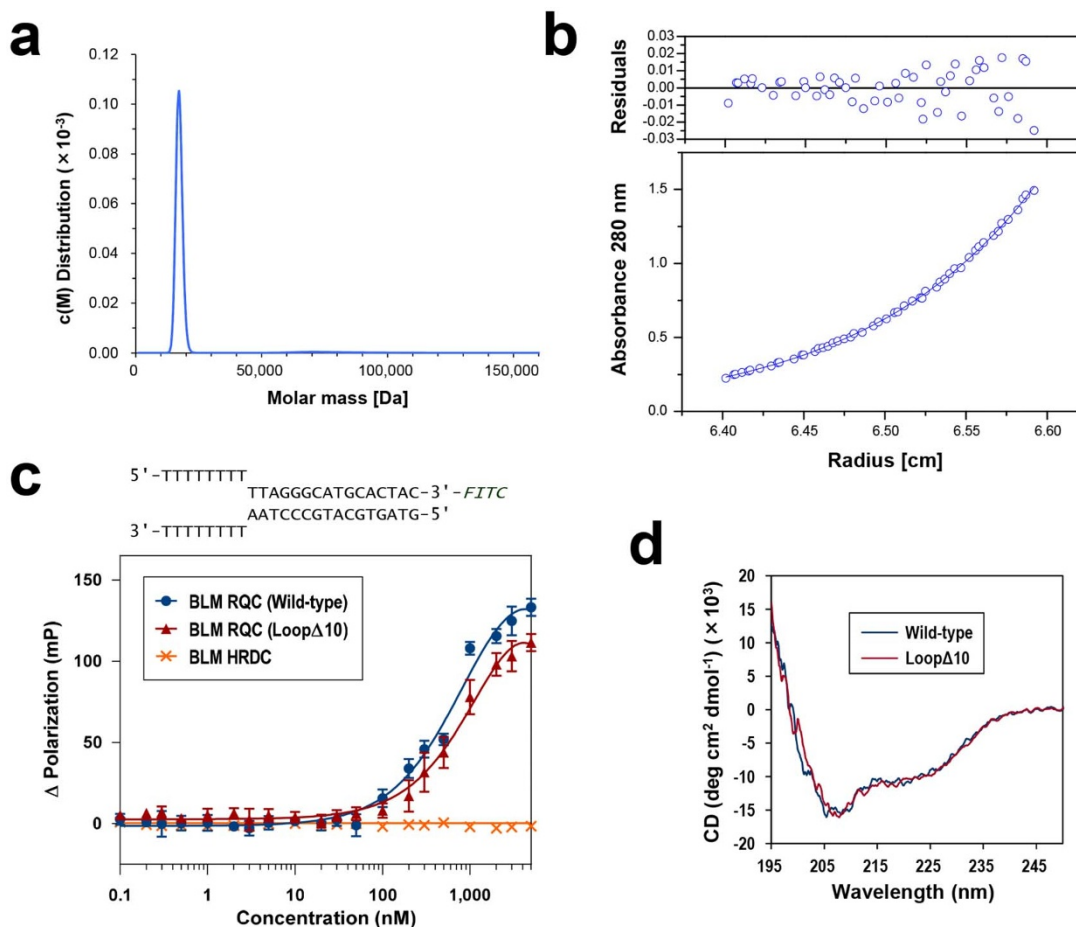 a
0.12
0.10
0.08
0.06
0.04
0.02
0.00
c(M) Distribution (×10⁻³)
0
50,000
100,000
150,000
Molar mass [Da]
b
0.03
0.02
0.01
0.00
-0.01
-0.02
-0.03
Residuals
1.5
1.0
0.5
0.0
Absorbance 280 nm
6.40
6.45
6.50
6.55
6.60
Radius [cm]
c
5'-TTTTTTTT
TTAGGGCATGCACTAC-3'-FITC
AATCCCGTACGTGATG-5'
3'-TTTTTTTT
150
100
50
0
Δ Polarization (mP)
BLM RQC (Wild-type)
BLM RQC (LoopΔ10)
BLM HRDC
0.1
1
10
100
1,000
Concentration (nM)
d
20
15
10
5
0
-5
-10
-15
-20
CD (deg cm² dmol⁻¹) (×10³)
Wild-type
LoopΔ10
195
205
215
225
235
245
Wavelength (nm)